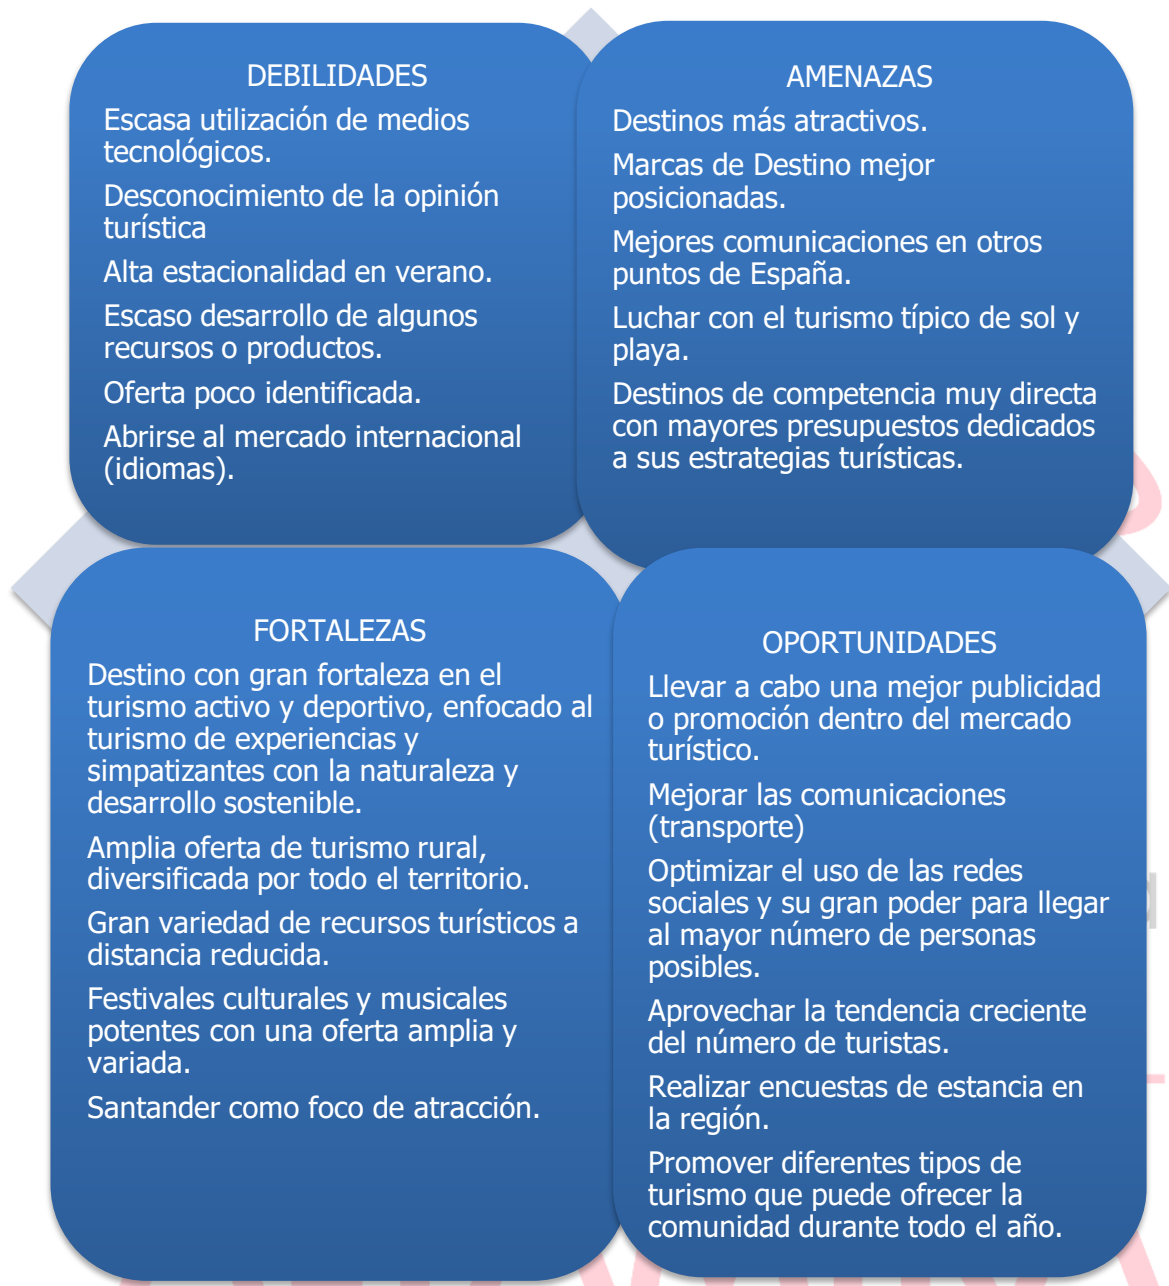 DEBILIDADES
Escasa utilización de medios
tecnológicos.
Desconocimiento de la opinión
turística
Alta estacionalidad en verano.
Escaso desarrollo de algunos
recursos o productos.
Oferta poco identificada.
Abrirse al mercado internacional
(idiomas).
AMENAZAS
Destinos más atractivos.
Marcas de Destino mejor
posicionadas.
Mejores comunicaciones en otros
puntos de España.
Luchar con el turismo típico de sol y
playa.
Destinos de competencia muy directa
con mayores presupuestos dedicados
a sus estrategias turísticas.
FORTALEZAS
Destino con gran fortaleza en el
turismo activo y deportivo, enfocado al
turismo de experiencias y
simpatizantes con la naturaleza y
desarrollo sostenible.
Amplia oferta de turismo rural,
diversificada por todo el territorio.
Gran variedad de recursos turísticos a
distancia reducida.
Festivales culturales y musicales
potentes con una oferta amplia y
variada.
Santander como foco de atracción.
OPORTUNIDADES
Llevar a cabo una mejor publicidad
o promoción dentro del mercado
turístico.
Mejorar las comunicaciones
(transporte)
Optimizar el uso de las redes
sociales y su gran poder para llegar
al mayor número de personas
posibles.
Aprovechar la tendencia creciente
del número de turistas.
Realizar encuestas de estancia en
la región.
Promover diferentes tipos de
turismo que puede ofrecer la
comunidad durante todo el año.